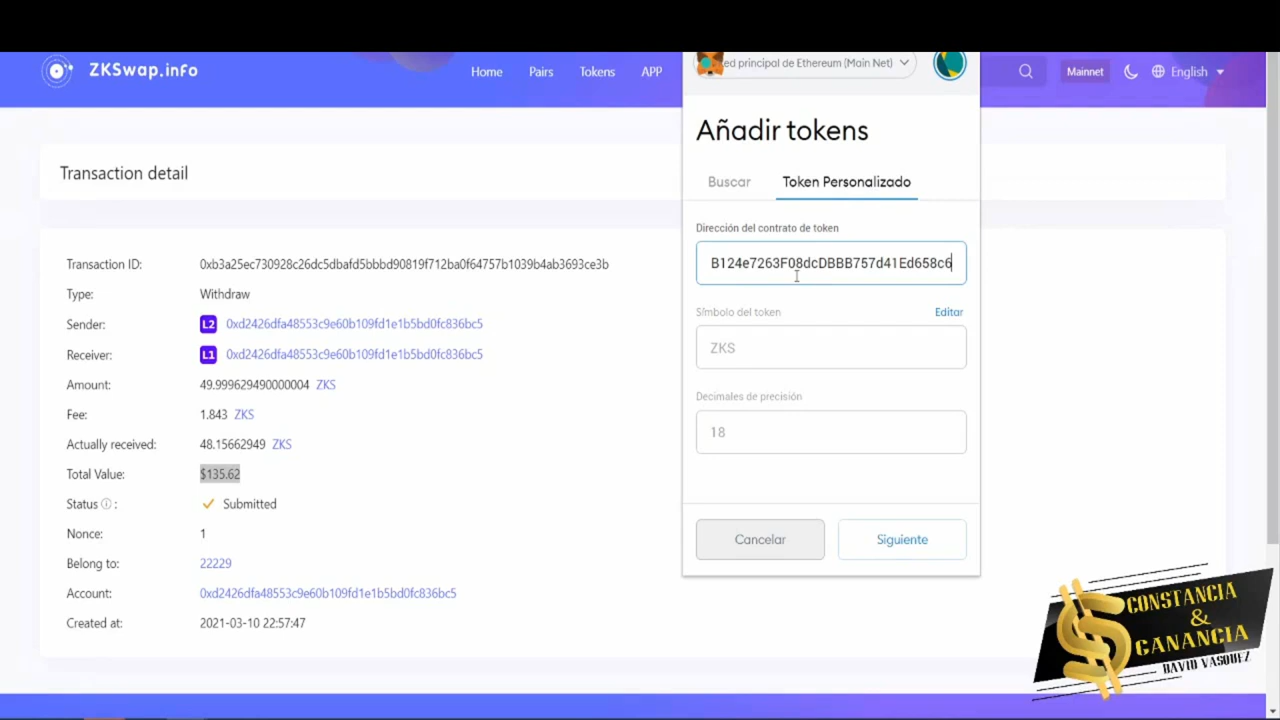 ZKSwap.info
Home
Pairs
Tokens
APP
Mainnet
English
Transaction detail
Transaction ID: 0xb3a25ec730928c26dc5dbafd5bbbd90819f712ba0f64757b1039b4ab3693ce3b
Type: Withdraw
Sender: L2 0xd2426dfa48553c9e60b109fd1e1b5bd0fc836bc5
Receiver: L1 0xd2426dfa48553c9e60b109fd1e1b5bd0fc836bc5
Amount: 49.999629490000004 ZKS
Fee: 1.843 ZKS
Actually received: 48.15662949 ZKS
Total Value: $135.62
Status : Submitted
Nonce: 1
Belong to: 22229
Account: 0xd2426dfa48553c9e60b109fd1e1b5bd0fc836bc5
Created at: 2021-03-10 22:57:47
ed principal de Ethereum (Main Net)
Añadir tokens
Buscar
Token Personalizado
Dirección del contrato de token
B124e7263F08dcDBBB757d41Ed658c6
Símbolo del token
Editar
ZKS
Decimales de precisión
18
Cancelar
Siguiente
CONSTANCIA
&
GANANCIA
DAVID VASQUEZ